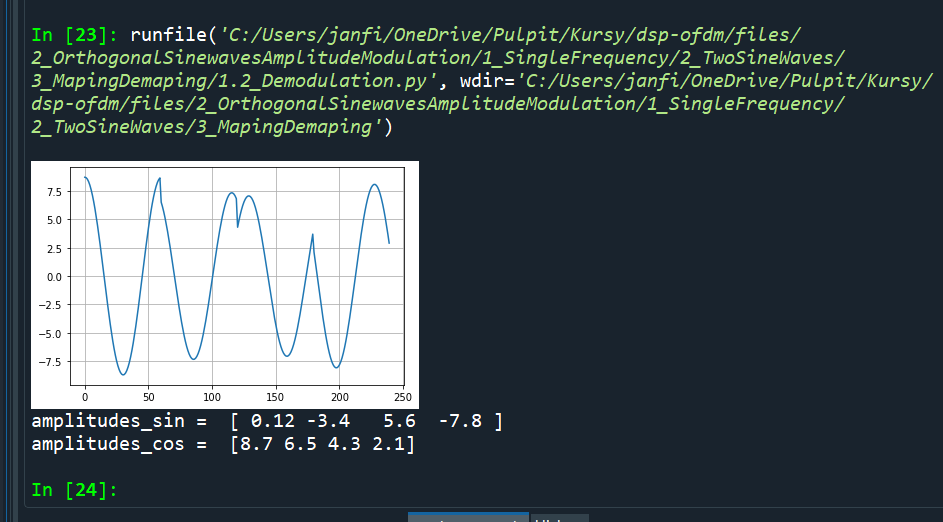 In [23]: runfile('C:/Users/janfi/OneDrive/Pulpit/Kursy/dsp-ofdm/files/
2_OrthogonalSinewavesAmplitudeModulation/1_SingleFrequency/2_TwoSineWaves/
3_MapingDemaping/1.2_Demodulation.py', wdir='C:/Users/janfi/OneDrive/Pulpit/Kursy/
dsp-ofdm/files/2_OrthogonalSinewavesAmplitudeModulation/1_SingleFrequency/
2_TwoSineWaves/3_MapingDemaping')
7.5
5.0
2.5
0.0
−2.5
−5.0
−7.5
0 50 100 150 200 250
amplitudes_sin =  [ 0.12 -3.4   5.6  -7.8 ]
amplitudes_cos =  [8.7 6.5 4.3 2.1]
In [24]: